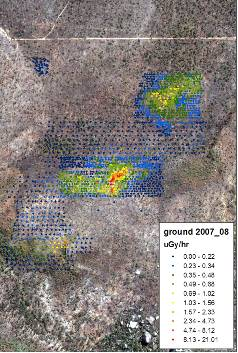 ground 2007_08
uGy/hr
0.00 - 0.22
0.23 - 0.34
0.35 - 0.48
0.49 - 0.68
0.69 - 1.02
1.03 - 1.56
1.57 - 2.33
2.34 - 4.73
4.74 - 8.12
8.13 - 21.01